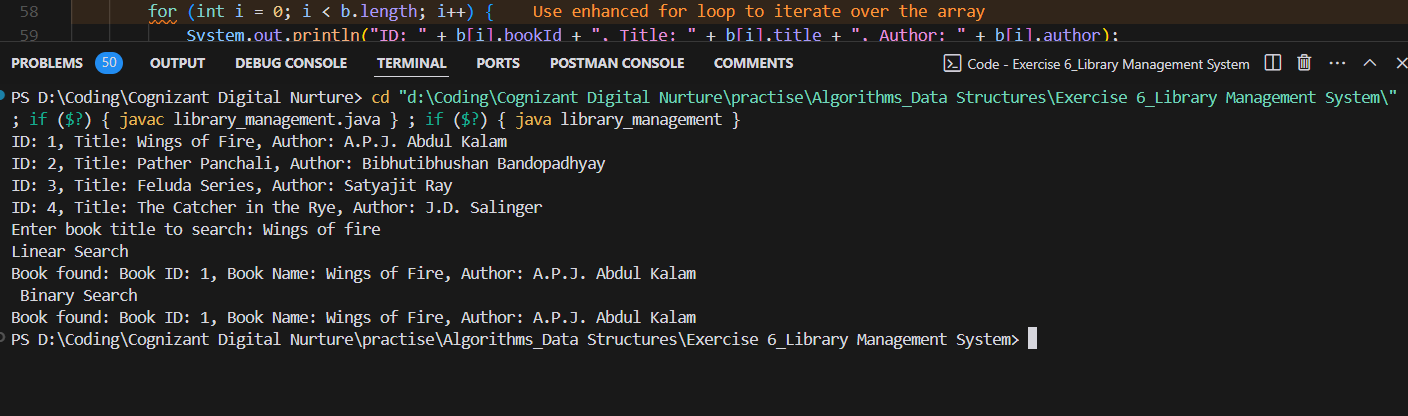 58 for (int i = 0; i < b.length; i++) { Use enhanced for loop to iterate over the array
59 System.out.println("ID: " + b[i].bookId + ", Title: " + b[i].title + ", Author: " + b[i].author);
PROBLEMS 50 OUTPUT DEBUG CONSOLE TERMINAL PORTS POSTMAN CONSOLE COMMENTS Code - Exercise 6_Library Management System
PS D:\Coding\Cognizant Digital Nurture> cd "d:\Coding\Cognizant Digital Nurture\practise\Algorithms_Data Structures\Exercise 6_Library Management System\"
; if ($?) { javac library_management.java } ; if ($?) { java library_management }
ID: 1, Title: Wings of Fire, Author: A.P.J. Abdul Kalam
ID: 2, Title: Pather Panchali, Author: Bibhutibhushan Bandopadhyay
ID: 3, Title: Feluda Series, Author: Satyajit Ray
ID: 4, Title: The Catcher in the Rye, Author: J.D. Salinger
Enter book title to search: Wings of fire
Linear Search
Book found: Book ID: 1, Book Name: Wings of Fire, Author: A.P.J. Abdul Kalam
 Binary Search
Book found: Book ID: 1, Book Name: Wings of Fire, Author: A.P.J. Abdul Kalam
PS D:\Coding\Cognizant Digital Nurture\practise\Algorithms_Data Structures\Exercise 6_Library Management System>